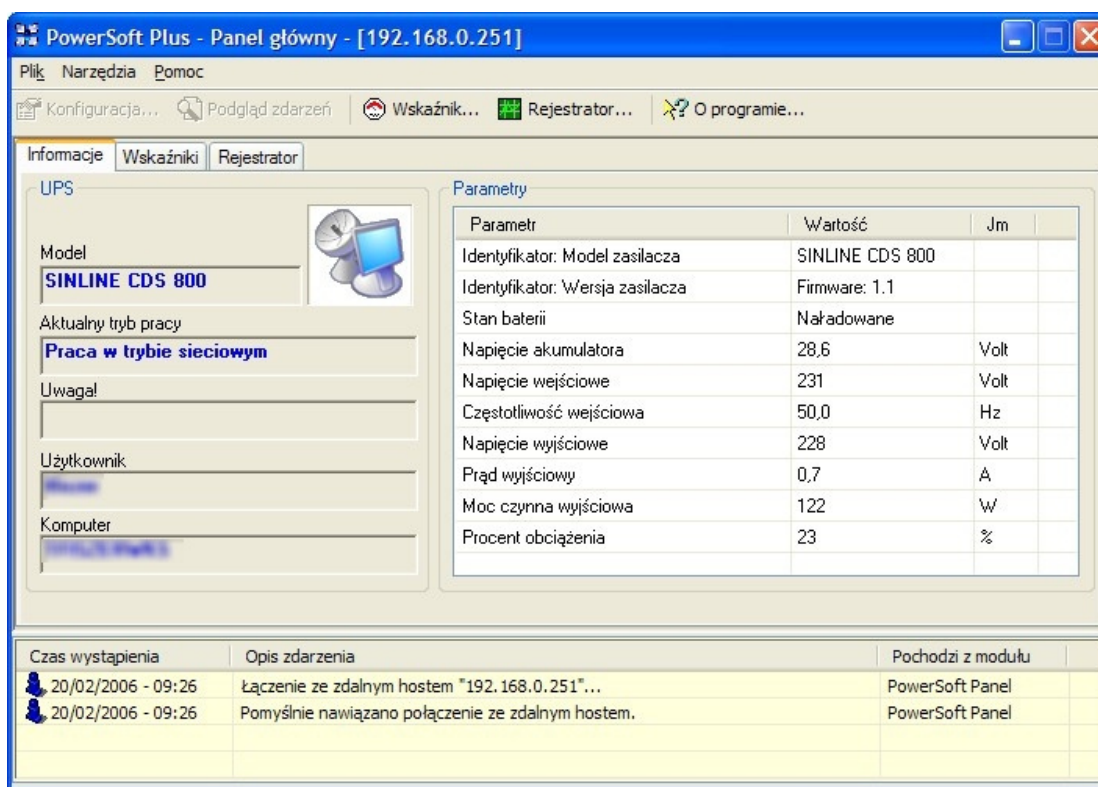 PowerSoft Plus - Panel główny - [192.168.0.251]
Plik Narzędzia Pomoc
Konfiguracja... Podgląd zdarzeń Wskaźnik... Rejestrator... O programie...
Informacje Wskaźniki Rejestrator
UPS
Model
SINLINE CDS 800
Aktualny tryb pracy
Praca w trybie sieciowym
Uwaga!
Użytkownik
Komputer
Parametry
Parametr Wartość Jm
Identyfikator: Model zasilacza SINLINE CDS 800
Identyfikator: Wersja zasilacza Firmware: 1.1
Stan baterii Naładowane
Napięcie akumulatora 28,6 Volt
Napięcie wejściowe 231 Volt
Częstotliwość wejściowa 50,0 Hz
Napięcie wyjściowe 228 Volt
Prąd wyjściowy 0,7 A
Moc czynna wyjściowa 122 W
Procent obciążenia 23 %
Czas wystąpienia Opis zdarzenia Pochodzi z modułu
20/02/2006 - 09:26 Łączenie ze zdalnym hostem "192.168.0.251"... PowerSoft Panel
20/02/2006 - 09:26 Pomyślnie nawiązano połączenie ze zdalnym hostem. PowerSoft Panel